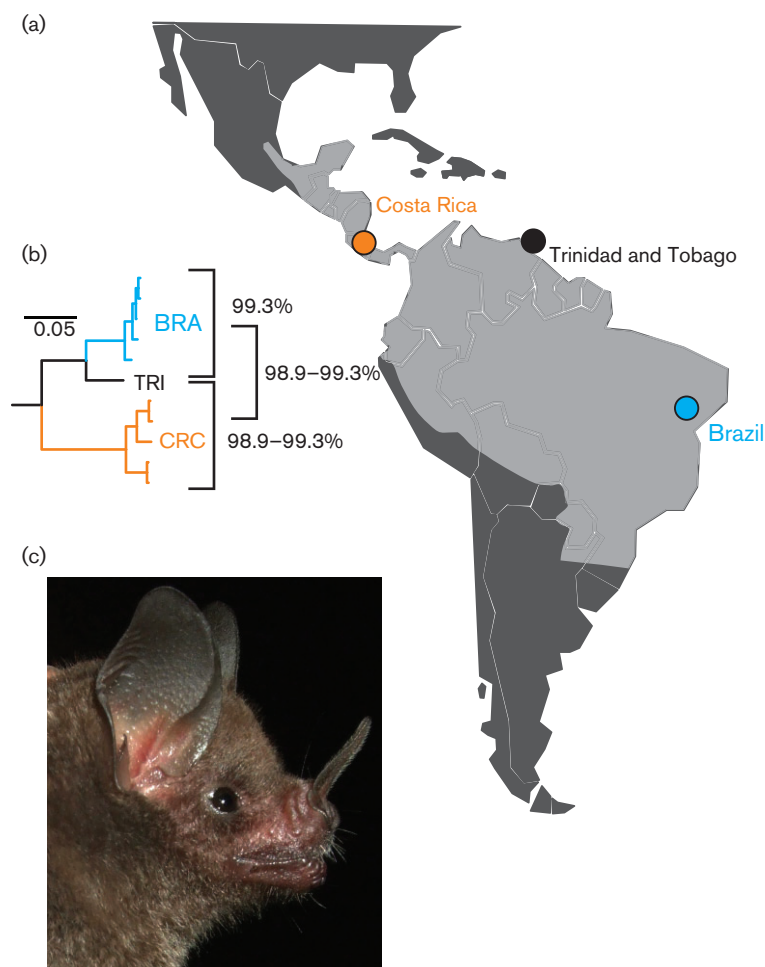 (a)
Costa Rica
Trinidad and Tobago
Brazil
(b)
0.05
BRA
TRI
CRC
99.3%
98.9–99.3%
98.9–99.3%
(c)